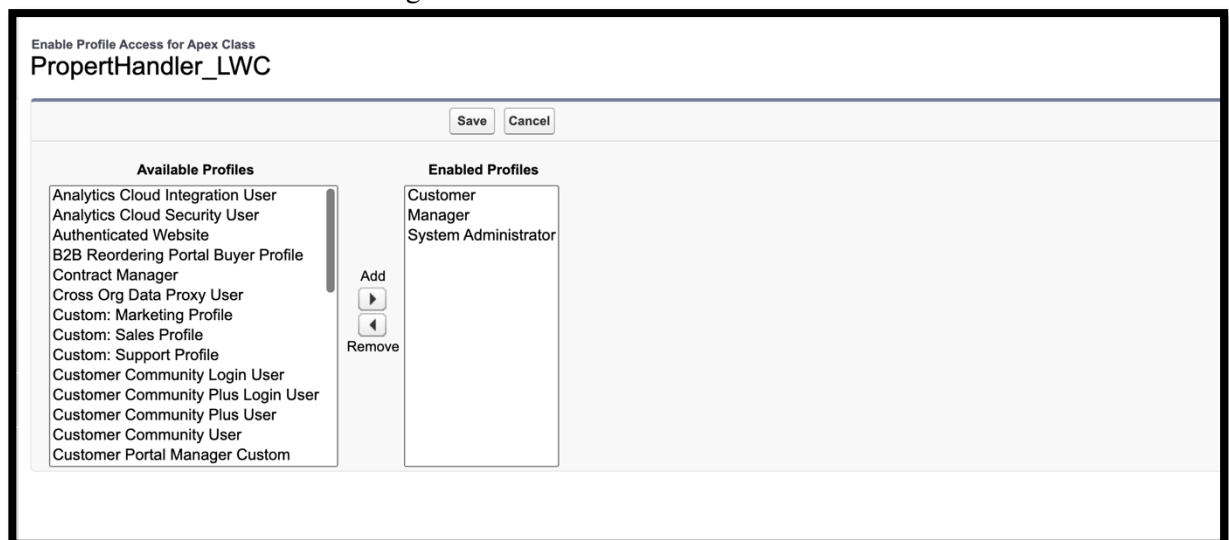 Enable Profile Access for Apex Class
PropertHandler_LWC
Save Cancel
Available Profiles
Analytics Cloud Integration User
Analytics Cloud Security User
Authenticated Website
B2B Reordering Portal Buyer Profile
Contract Manager
Cross Org Data Proxy User
Custom: Marketing Profile
Custom: Sales Profile
Custom: Support Profile
Customer Community Login User
Customer Community Plus Login User
Customer Community Plus User
Customer Community User
Customer Portal Manager Custom
Add
Remove
Enabled Profiles
Customer
Manager
System Administrator